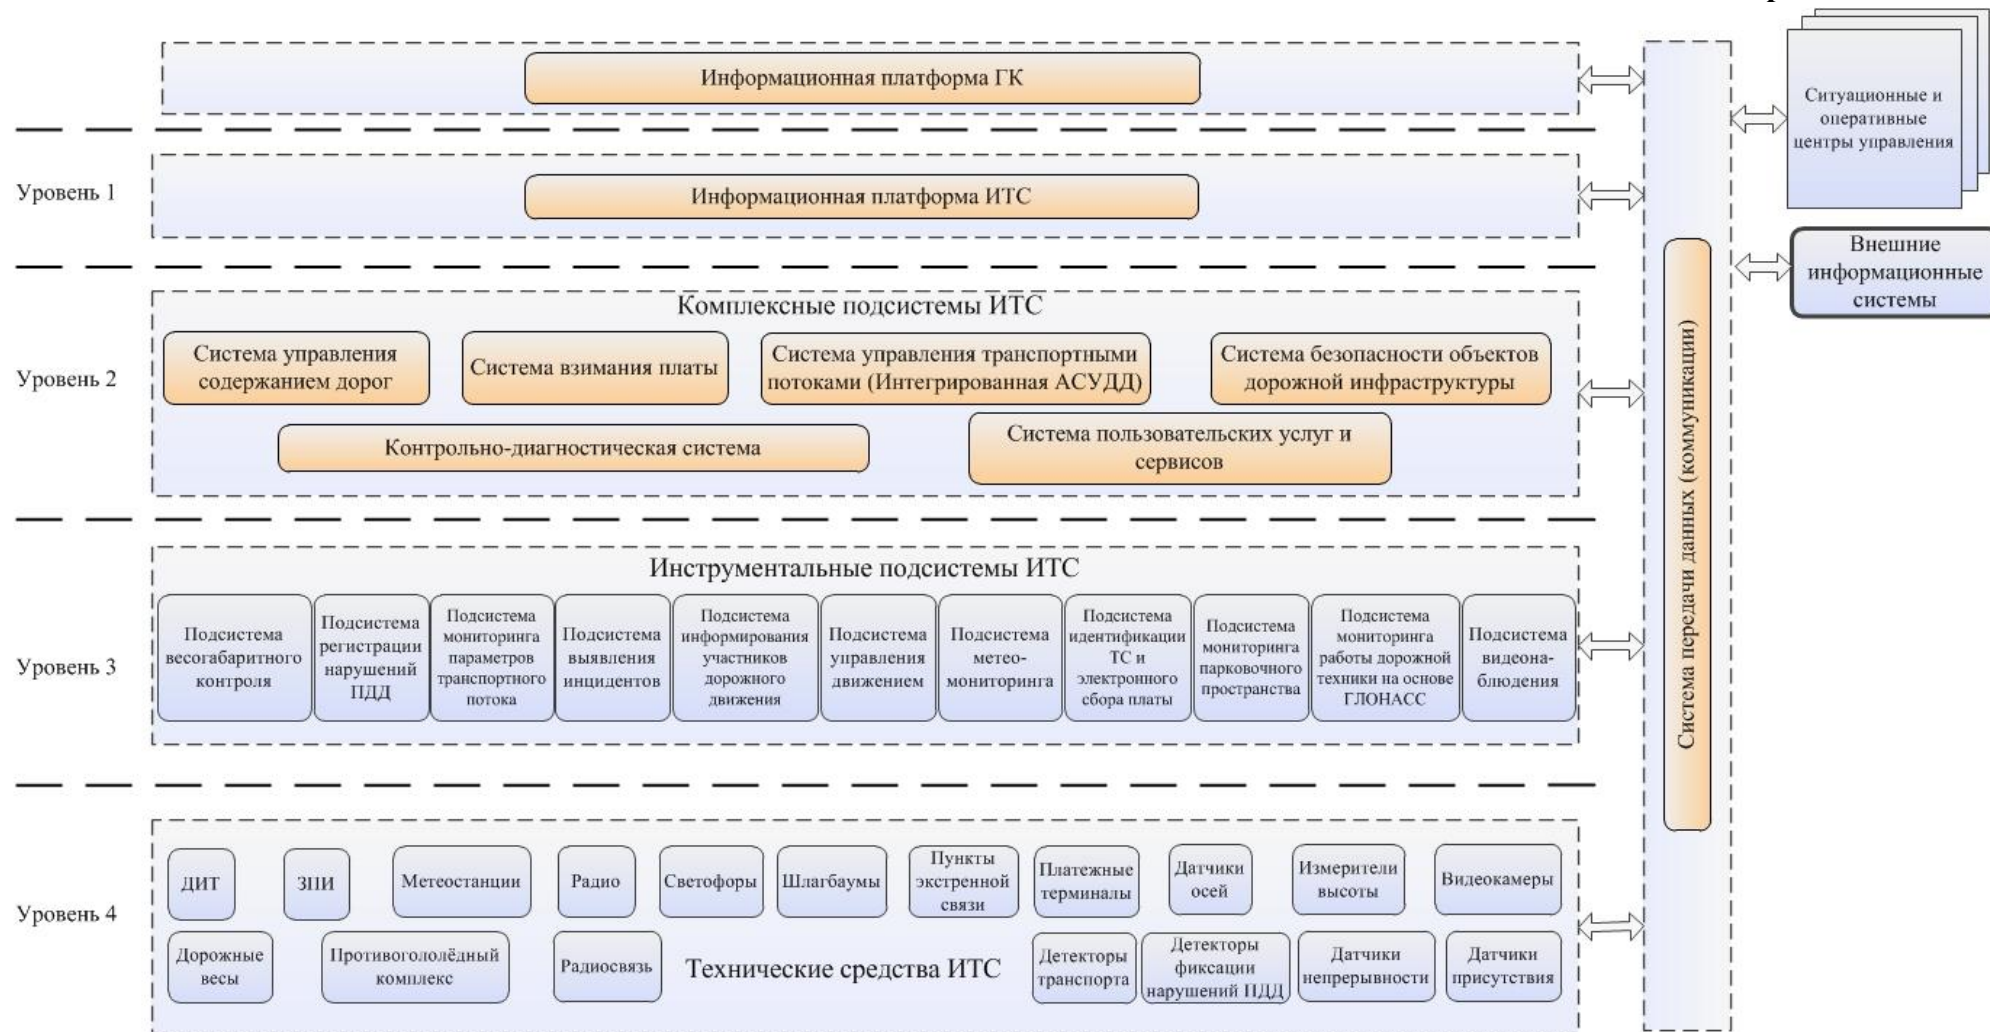 Информационная платформа ГК
Ситуационные и
оперативные
центры управления
Уровень 1
Информационная платформа ИТС
Внешние
информационные
системы
Комплексные подсистемы ИТС
Уровень 2
Система управления
содержанием дорог
Система взимания платы
Система управления транспортными
потоками (Интегрированная АСУДД)
Система безопасности объектов
дорожной инфраструктуры
Контрольно-диагностическая система
Система пользовательских услуг и
сервисов
Система передачи данных (коммуникации)
Инструментальные подсистемы ИТС
Уровень 3
Подсистема
весогабаритного
контроля
Подсистема
регистрации
нарушений
ПДД
Подсистема
мониторинга
параметров
транспортного
потока
Подсистема
выявления
инцидентов
Подсистема
информирования
участников
дорожного
движения
Подсистема
управления
движением
Подсистема
метео-
мониторинга
Подсистема
идентификации
ТС и
электронного
сбора платы
Подсистема
мониторинга
парковочного
пространства
Подсистема
мониторинга
работы дорожной
техники на основе
ГЛОНАСС
Подсистема
видеона-
блюдения
Уровень 4
ДИТ
ЗПИ
Метеостанции
Радио
Светофоры
Шлагбаумы
Пункты
экстренной
связи
Платежные
терминалы
Датчики
осей
Измерители
высоты
Видеокамеры
Дорожные
весы
Противогололёдный
комплекс
Радиосвязь
Технические средства ИТС
Детекторы
транспорта
Детекторы
фиксации
нарушений ПДД
Датчики
непрерывности
Датчики
присутствия